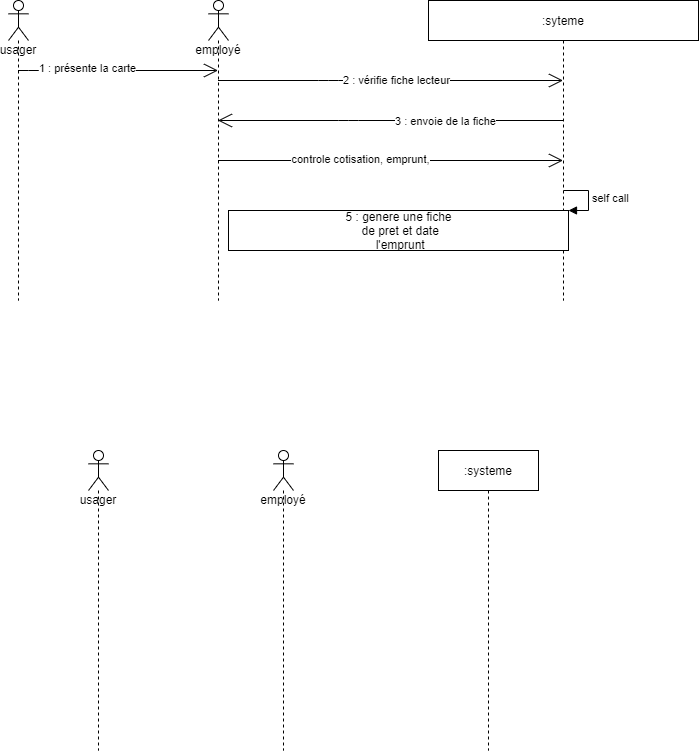 :syteme
usager
employé
1 : présente la carte
2 : vérifie fiche lecteur
3 : envoie de la fiche
controle cotisation, emprunt,
self call
5 : genere une fiche
de pret et date
l'emprunt
:systeme
usager
employé